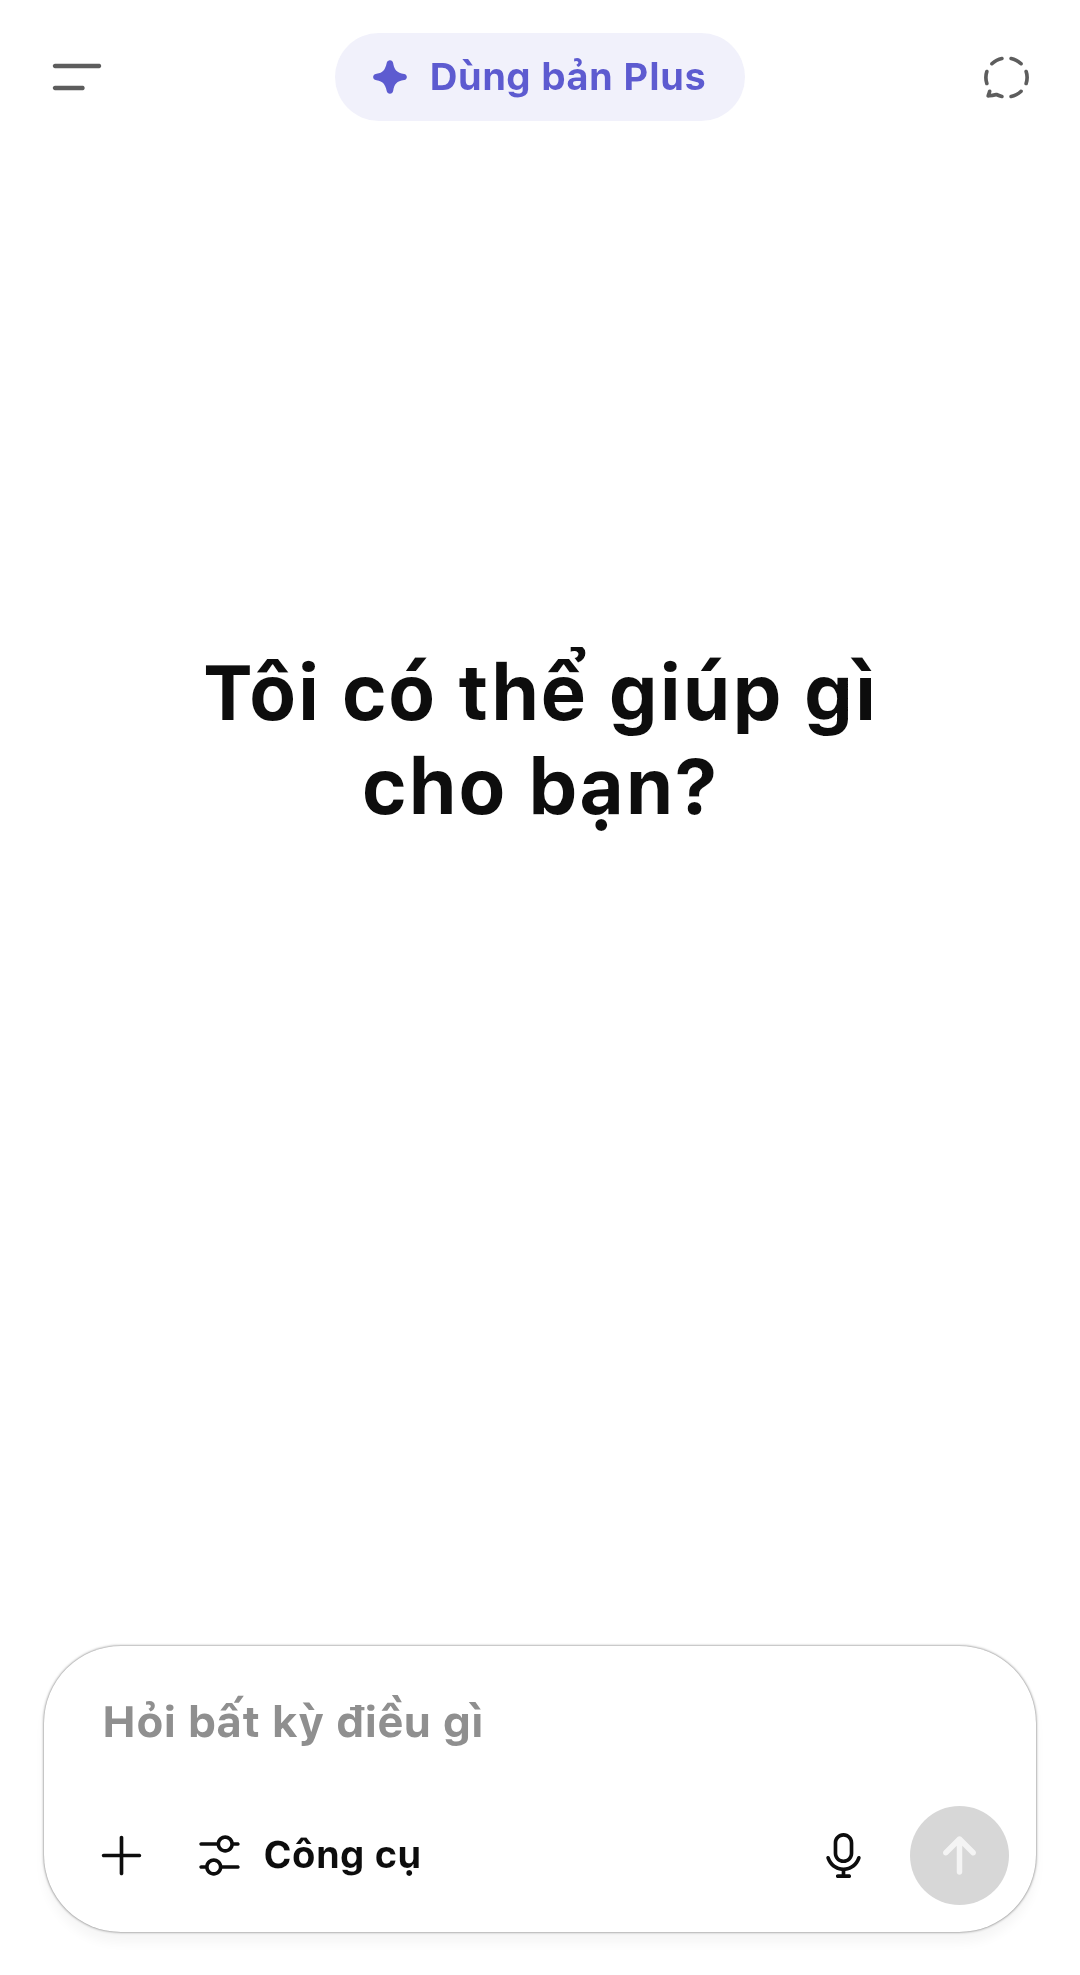 Dùng bản Plus
Tôi có thể giúp gì
cho bạn?
Hỏi bất kỳ điều gì
Công cụ